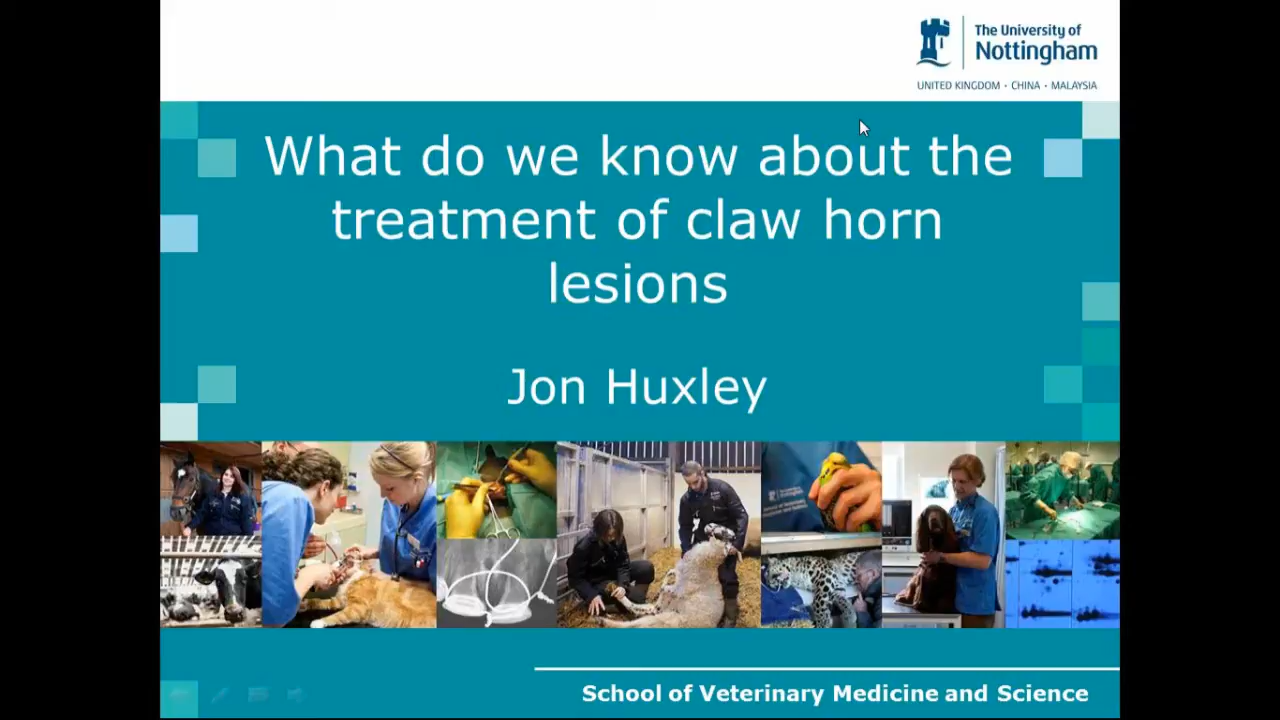 The University of
Nottingham
UNITED KINGDOM · CHINA · MALAYSIA
What do we know about the
treatment of claw horn
lesions
Jon Huxley
School of Veterinary Medicine and Science